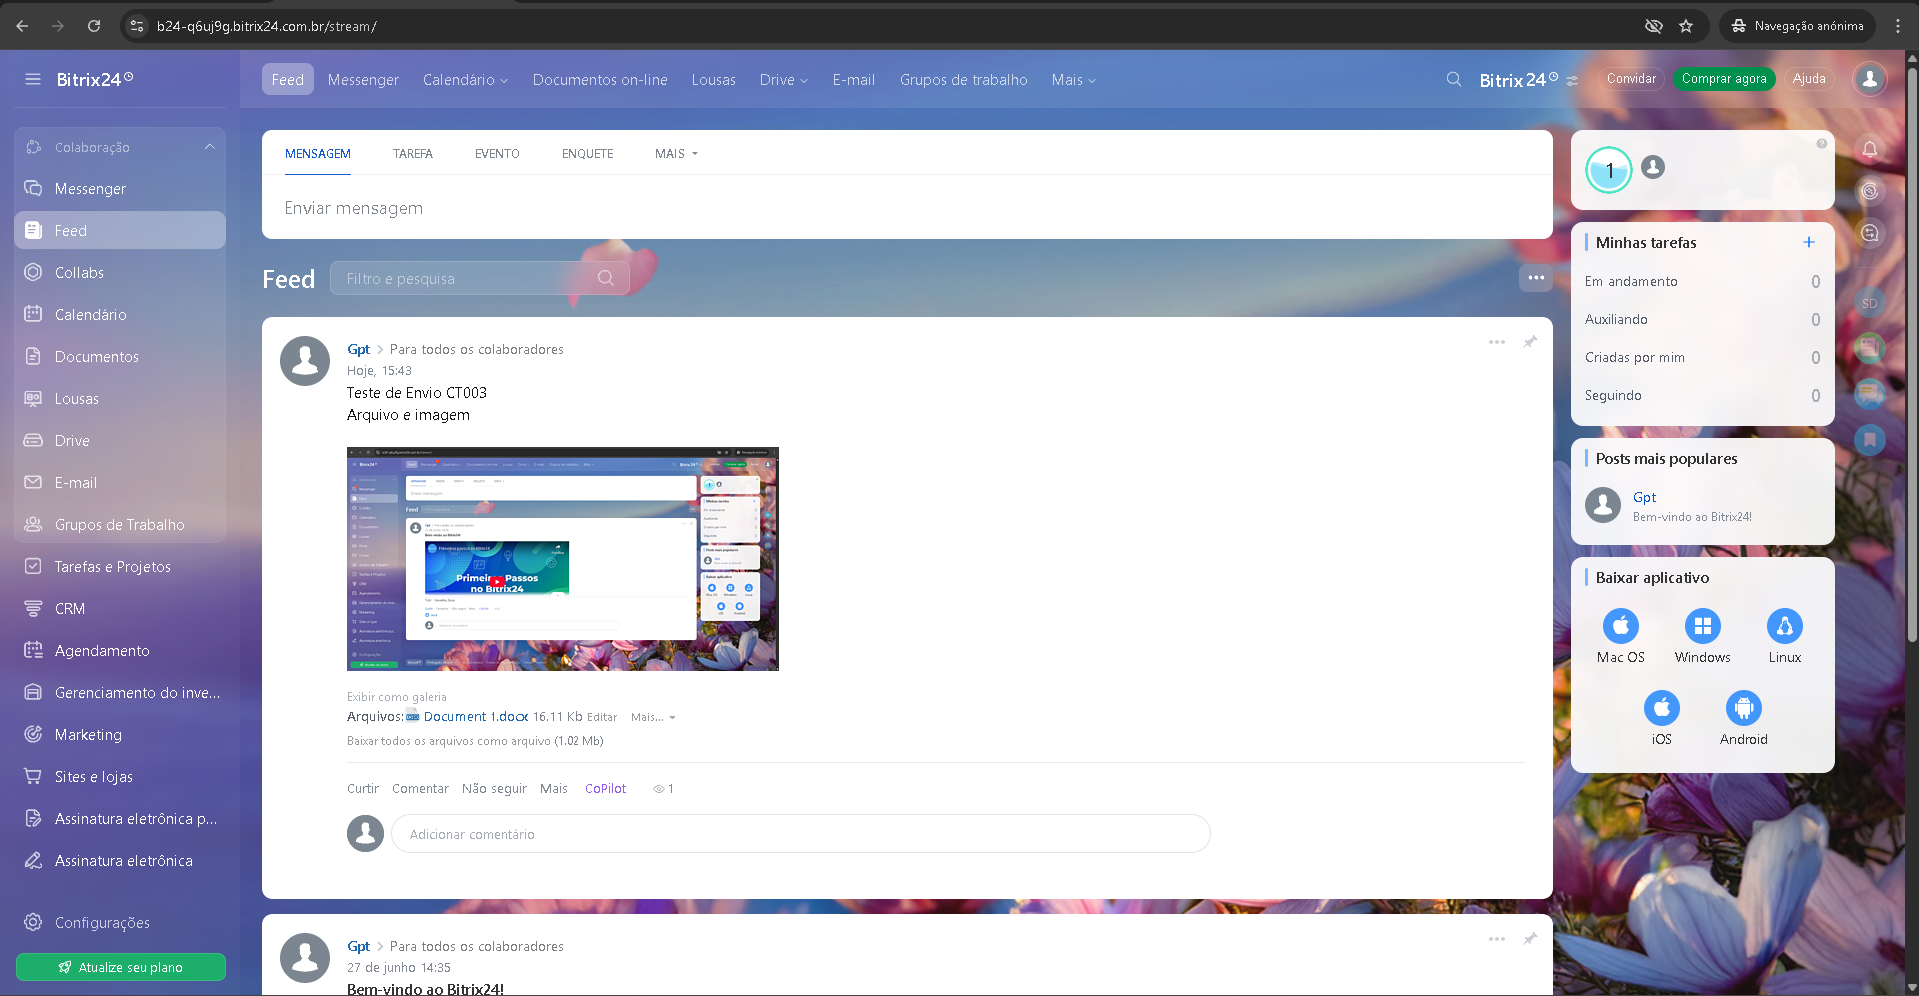 b24-q6uj9g.bitrix24.com.br/stream/
Navegação anónima
Bitrix24
Feed
Messenger
Calendário
Documentos on-line
Lousas
Drive
E-mail
Grupos de trabalho
Mais
Bitrix 24
Convidar
Comprar agora
Ajuda
Colaboração
Messenger
Feed
Collabs
Calendário
Documentos
Lousas
Drive
E-mail
Grupos de Trabalho
Tarefas e Projetos
CRM
Agendamento
Gerenciamento do inve...
Marketing
Sites e lojas
Assinatura eletrônica p...
Assinatura eletrônica
Configurações
Atualize seu plano
MENSAGEM
TAREFA
EVENTO
ENQUETE
MAIS
Enviar mensagem
Feed
Filtro e pesquisa
Gpt > Para todos os colaboradores
Hoje, 15:43
Teste de Envio CT003
Arquivo e imagem
Primeiros Passos
no Bitrix24
Exibir como galeria
Arquivos: Document 1.docx 16.11 Kb Editar Mais...
Baixar todos os arquivos como arquivo (1.02 Mb)
Curtir Comentar Não seguir Mais CoPilot 1
Adicionar comentário
Gpt > Para todos os colaboradores
27 de junho 14:35
Bem-vindo ao Bitrix24!
1
Minhas tarefas
Em andamento 0
Auxiliando 0
Criadas por mim 0
Seguindo 0
Posts mais populares
Gpt
Bem-vindo ao Bitrix24!
Baixar aplicativo
Mac OS
Windows
Linux
iOS
Android
SD